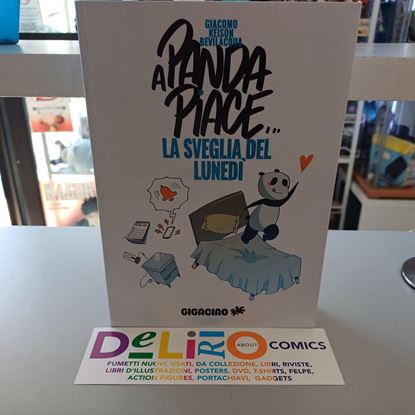 GIACOMO
KEISON
BEVILACQUA
A PANDA
PIACE...
LA SVEGLIA DEL
LUNEDÌ
GIGACIAO
DELIRIO ABOUT COMICS
FUMETTI NUOVI, USATI, DA COLLEZIONE, LIBRI, RIVISTE,
LIBRI D'ILLUSTRAZIONI, POSTERS, DVD, T-SHIRTS, FELPE,
ACTION FIGURES, PORTACHIAVI, GADGETS